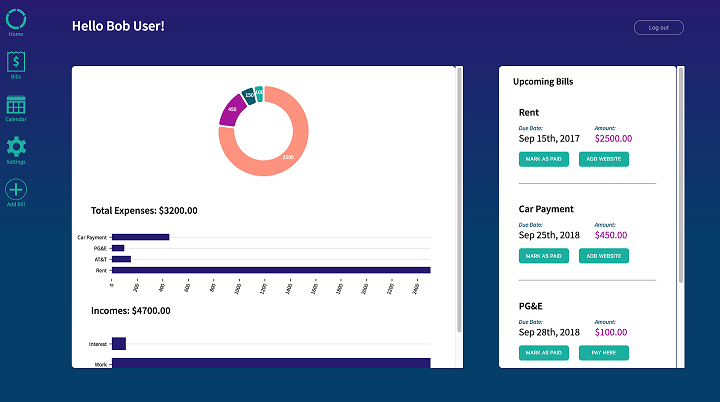 Hello Bob User!
Log out
Home
Bills
Calendar
Settings
Add Bill
450
150
100
2500
Total Expenses: $3200.00
Car Payment
PG&E
AT&T
Rent
0
200
400
600
800
1000
1200
1400
1600
1800
2000
2200
2400
Incomes: $4700.00
Interest
Work
Upcoming Bills
Rent
Due Date: Amount:
Sep 15th, 2017 $2500.00
MARK AS PAID ADD WEBSITE
Car Payment
Due Date: Amount:
Sep 25th, 2018 $450.00
MARK AS PAID ADD WEBSITE
PG&E
Due Date: Amount:
Sep 28th, 2018 $100.00
MARK AS PAID PAY HERE